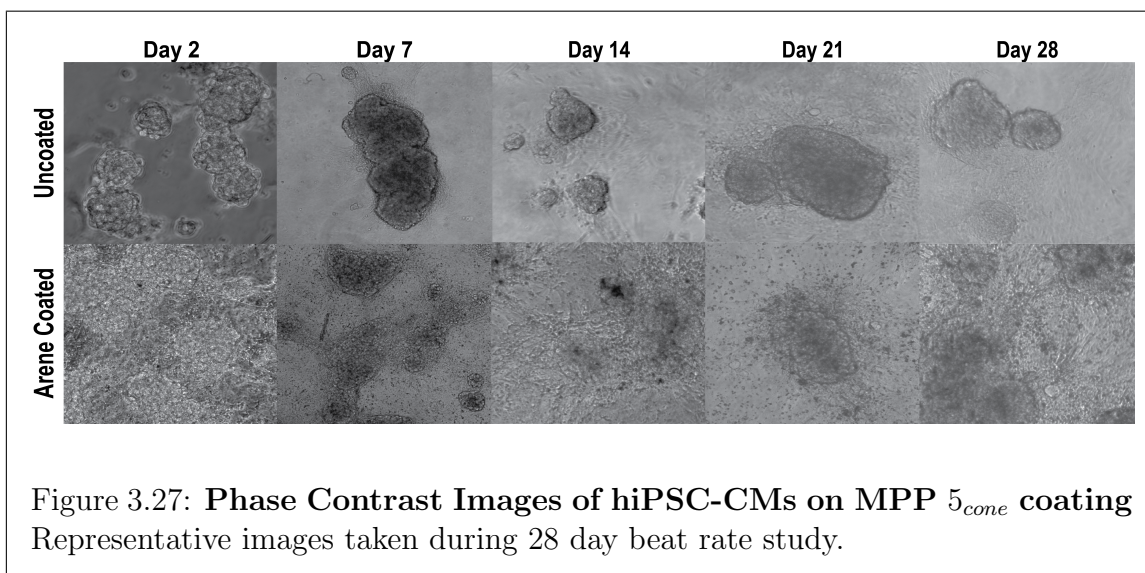 Day 2 Day 7 Day 14 Day 21 Day 28
Uncoated
Arene Coated
Figure 3.27: Phase Contrast Images of hiPSC-CMs on MPP 5cone coating
Representative images taken during 28 day beat rate study.